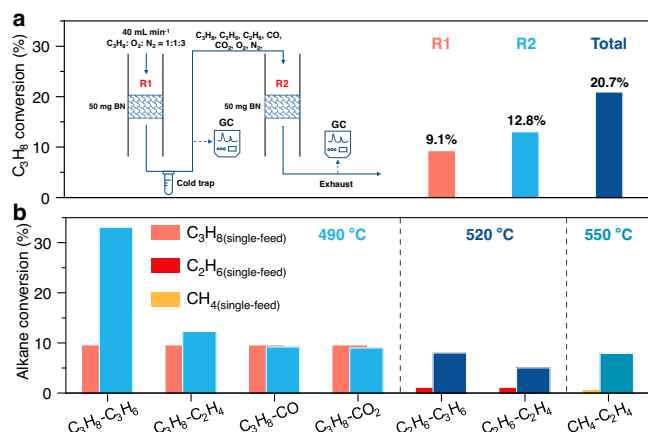 a
40 mL min⁻¹
C₃H₈: O₂: N₂ = 1:1:3
C₃H₈, C₃H₆, C₂H₆, CO,
CO₂, O₂, N₂,
R1
R2
50 mg BN
50 mg BN
GC
GC
Cold trap
Exhaust
R1
R2
Total
9.1%
12.8%
20.7%
C₃H₈ conversion (%)
30
20
10
0
b
Alkane conversion (%)
30
20
10
0
C₃H₈(single-feed)
C₂H₆(single-feed)
CH₄(single-feed)
490 °C
520 °C
550 °C
C₃H₈-C₃H₆
C₃H₈-C₂H₄
C₃H₈-CO
C₃H₈-CO₂
C₂H₆-C₃H₆
C₂H₆-C₂H₄
CH₄-C₂H₄